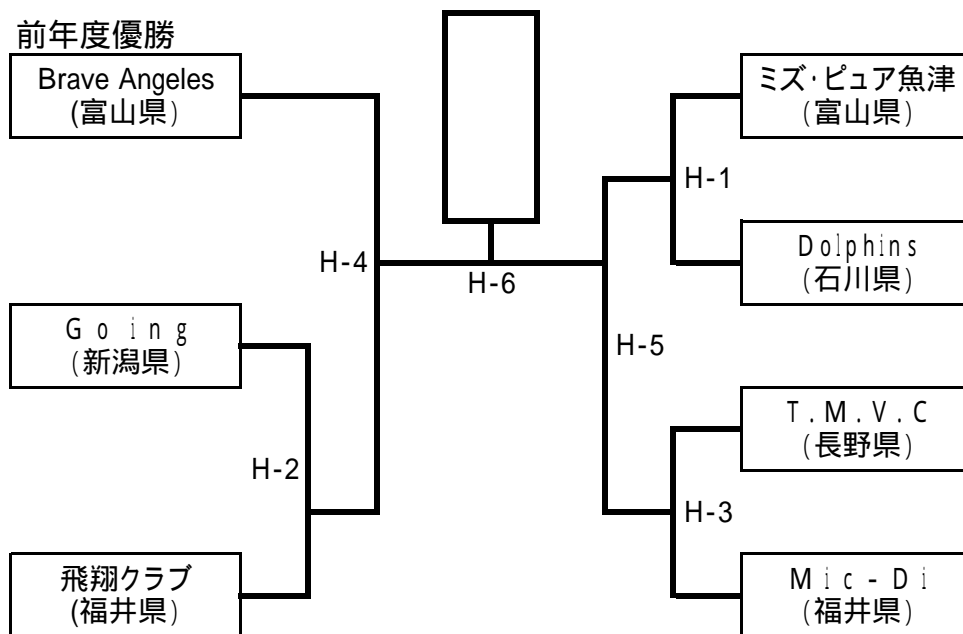 前年度優勝
Brave Angeles
(富山県)
Going
(新潟県)
飛翔クラブ
(福井県)
H-4
H-2
H-6
H-5
H-1
H-3
ミズ・ピュア魚津
(富山県)
Dolphins
(石川県)
T.M.V.C
(長野県)
Mic-Di
(福井県)